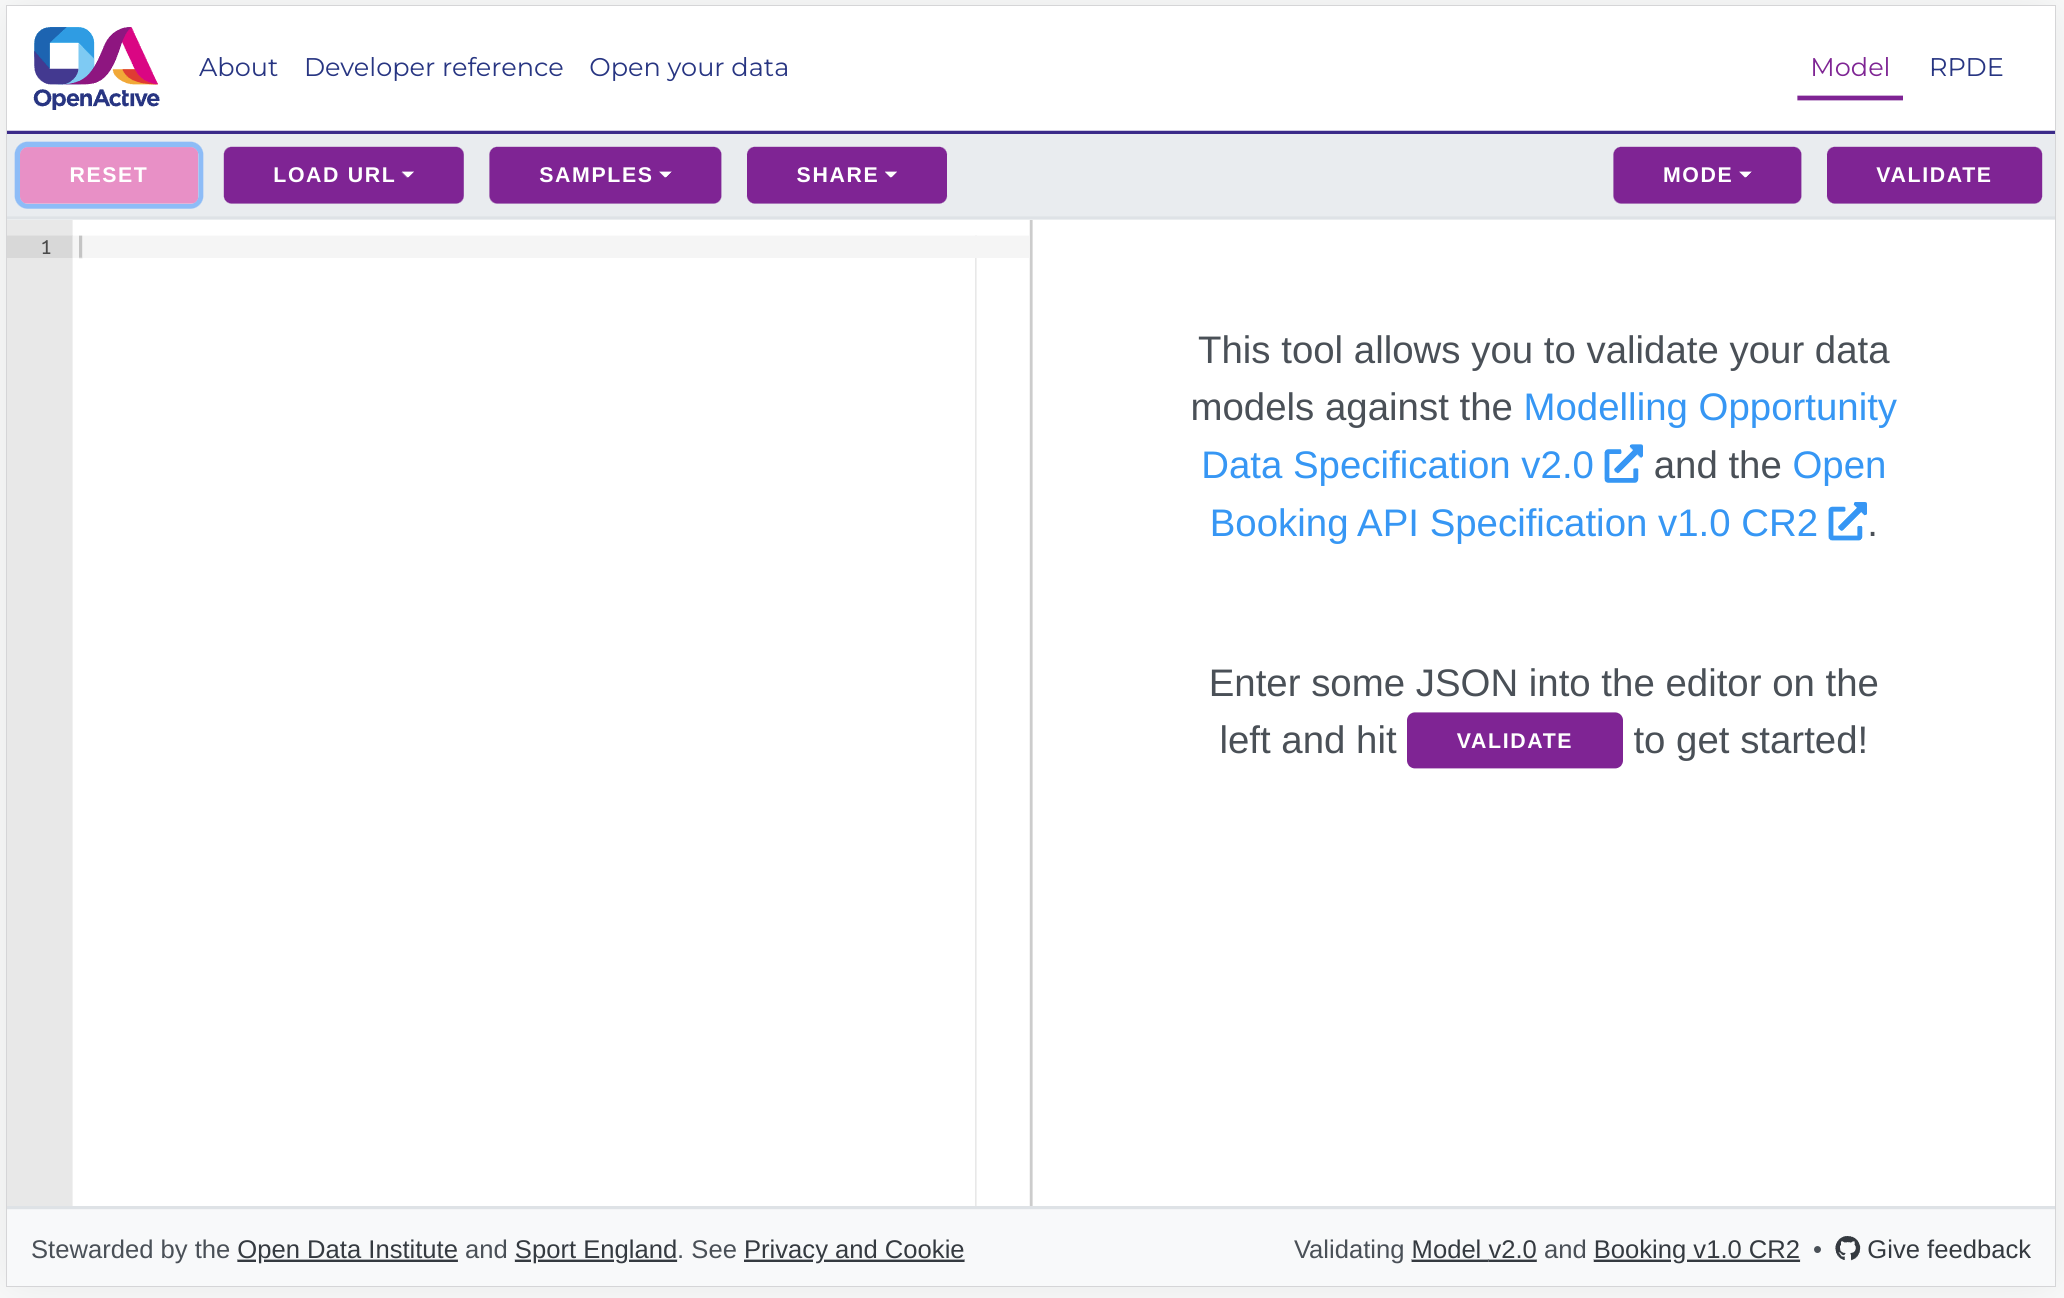 OpenActive
About Developer reference Open your data Model RPDE
RESET LOAD URL SAMPLES SHARE MODE VALIDATE
1
This tool allows you to validate your data
models against the Modelling Opportunity
Data Specification v2.0 and the Open
Booking API Specification v1.0 CR2 .
Enter some JSON into the editor on the
left and hit VALIDATE to get started!
Stewarded by the Open Data Institute and Sport England. See Privacy and Cookie
Validating Model v2.0 and Booking v1.0 CR2 • Give feedback